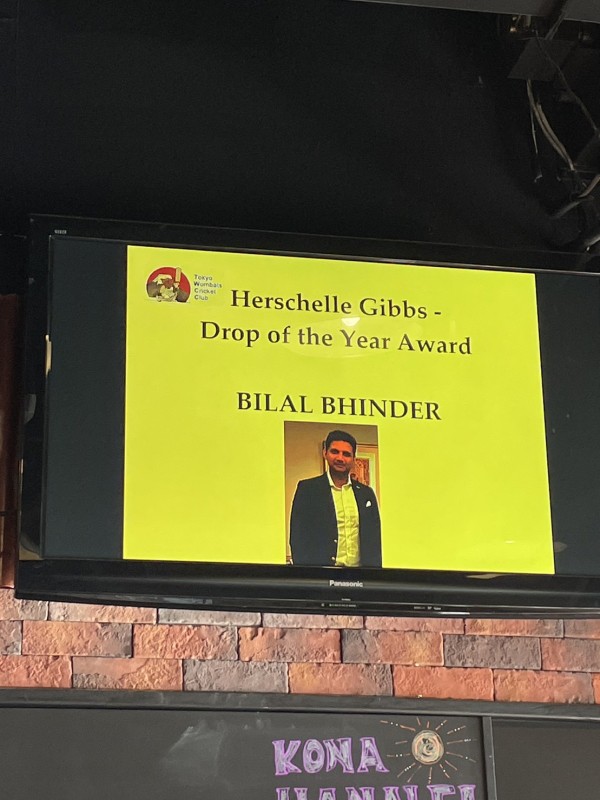 Tokyo
Wombats
Cricket
Club
Herschelle Gibbs -
Drop of the Year Award
BILAL BHINDER
Panasonic
KONA